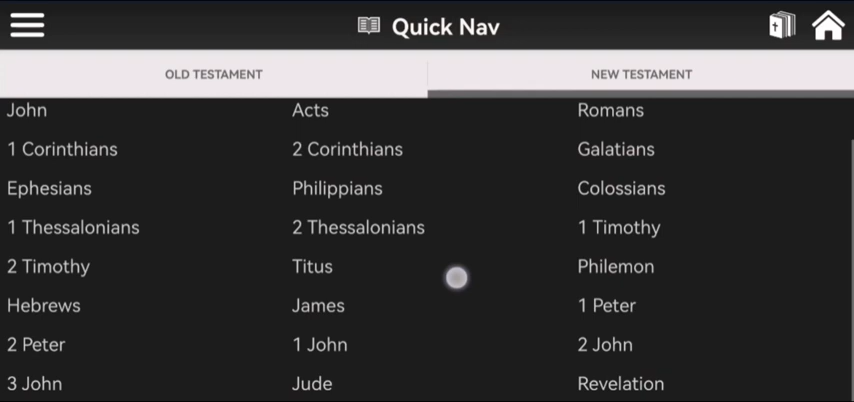 Quick Nav
OLD TESTAMENT NEW TESTAMENT
John Acts Romans
1 Corinthians 2 Corinthians Galatians
Ephesians Philippians Colossians
1 Thessalonians 2 Thessalonians 1 Timothy
2 Timothy Titus Philemon
Hebrews James 1 Peter
2 Peter 1 John 2 John
3 John Jude Revelation